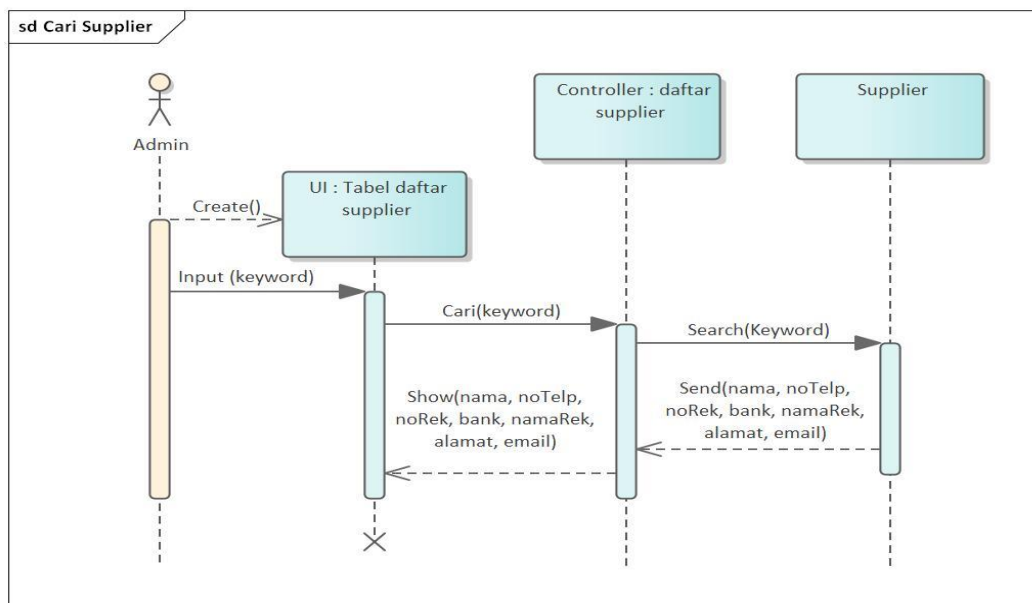 sd Cari Supplier
Admin
UI : Tabel daftar
supplier
Controller : daftar
supplier
Supplier
Create()
Input (keyword)
Cari(keyword)
Search(Keyword)
Send(nama, noTelp,
noRek, bank, namaRek,
alamat, email)
Show(nama, noTelp,
noRek, bank, namaRek,
alamat, email)